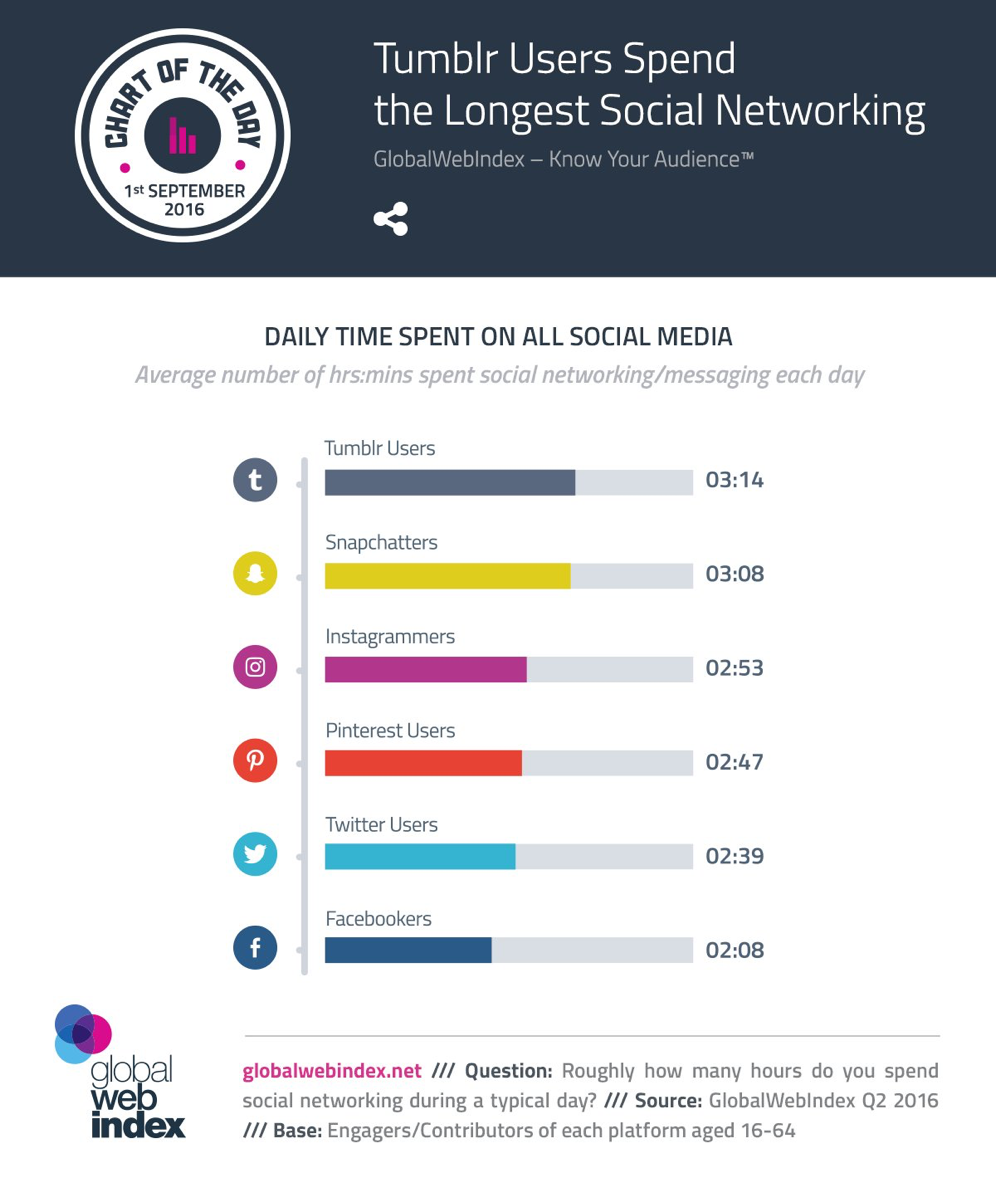 CHART OF THE DAY
1st SEPTEMBER
2016
Tumblr Users Spend
the Longest Social Networking
GlobalWebIndex – Know Your Audience™
DAILY TIME SPENT ON ALL SOCIAL MEDIA
Average number of hrs:mins spent social networking/messaging each day
Tumblr Users
t
03:14
Snapchatters
03:08
Instagrammers
02:53
Pinterest Users
02:47
Twitter Users
02:39
Facebookers
f
02:08
global
web
index
globalwebindex.net /// Question: Roughly how many hours do you spend
social networking during a typical day? /// Source: GlobalWebIndex Q2 2016
/// Base: Engagers/Contributors of each platform aged 16-64